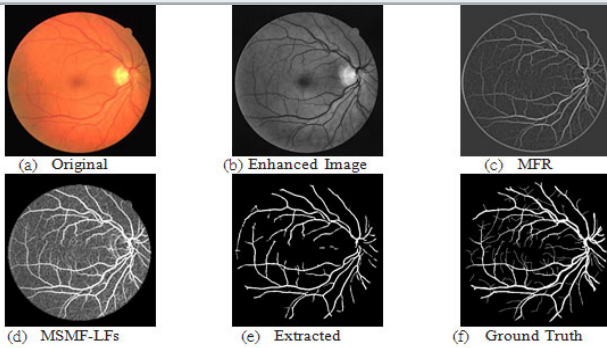 (a) Original
(b) Enhanced Image
(c) MFR
(d) MSMF-LFs
(e) Extracted
(f) Ground Truth